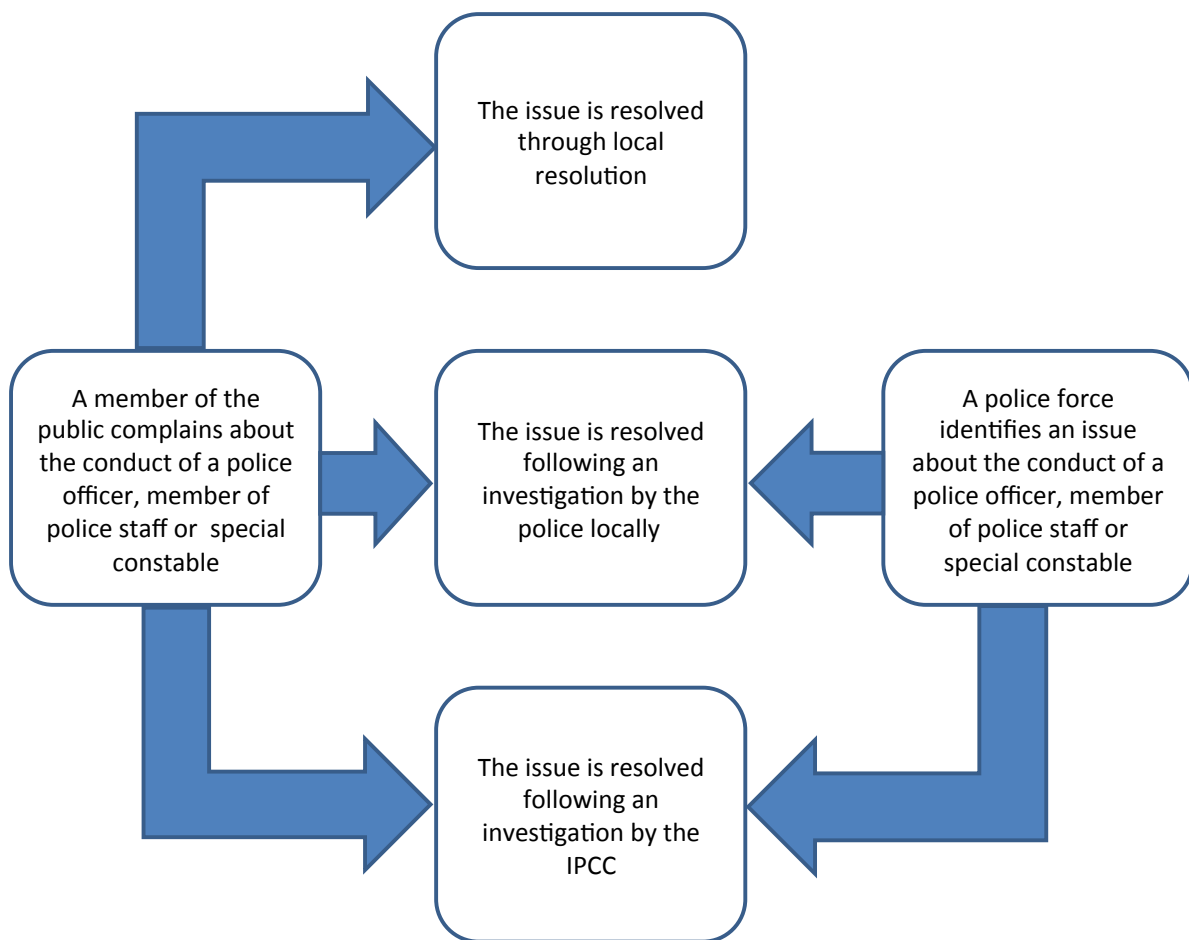 The issue is resolved
through local
resolution
A member of the
public complains about
the conduct of a police
officer, member of
police staff or  special
constable
The issue is resolved
following an
investigation by the
police locally
A police force
identifies an issue
about the conduct of a
police officer, member
of police staff or
special constable
The issue is resolved
following an
investigation by the
IPCC